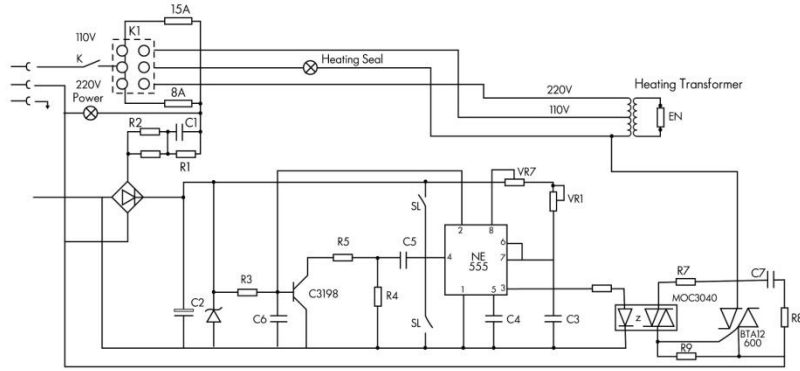 15A
K1
110V
K
Heating Seal
220V
Power
8A
Heating Transformer
220V
110V
EN
R2
C1
R1
VR7
VR1
SL
2
8
6
7
NE
555
4
1
5
3
R5
C5
R3
C3198
R4
C2
C6
SL
C4
C3
R7
C7
MOC3040
Z
R8
BTA12
600
R9